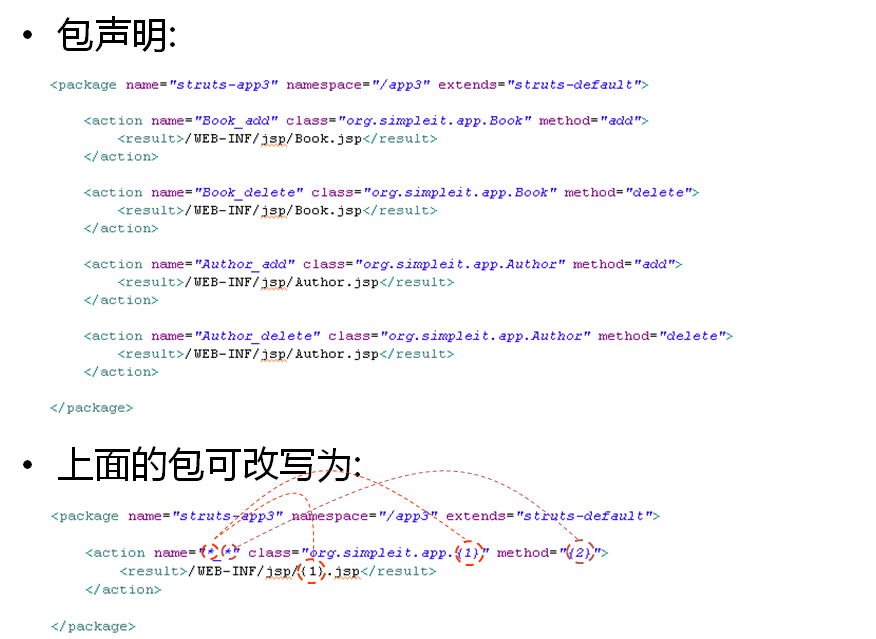 • 包声明:
<package name="struts-app3" namespace="/app3" extends="struts-default">
<action name="Book_add" class="org.simpleit.app.Book" method="add">
<result>/WEB-INF/jsp/Book.jsp</result>
</action>
<action name="Book_delete" class="org.simpleit.app.Book" method="delete">
<result>/WEB-INF/jsp/Book.jsp</result>
</action>
<action name="Author_add" class="org.simpleit.app.Author" method="add">
<result>/WEB-INF/jsp/Author.jsp</result>
</action>
<action name="Author_delete" class="org.simpleit.app.Author" method="delete">
<result>/WEB-INF/jsp/Author.jsp</result>
</action>
</package>
• 上面的包可改写为:
<package name="struts-app3" namespace="/app3" extends="struts-default">
<action name="*_*" class="org.simpleit.app.{1}" method="{2}">
<result>/WEB-INF/jsp/{1}.jsp</result>
</action>
</package>